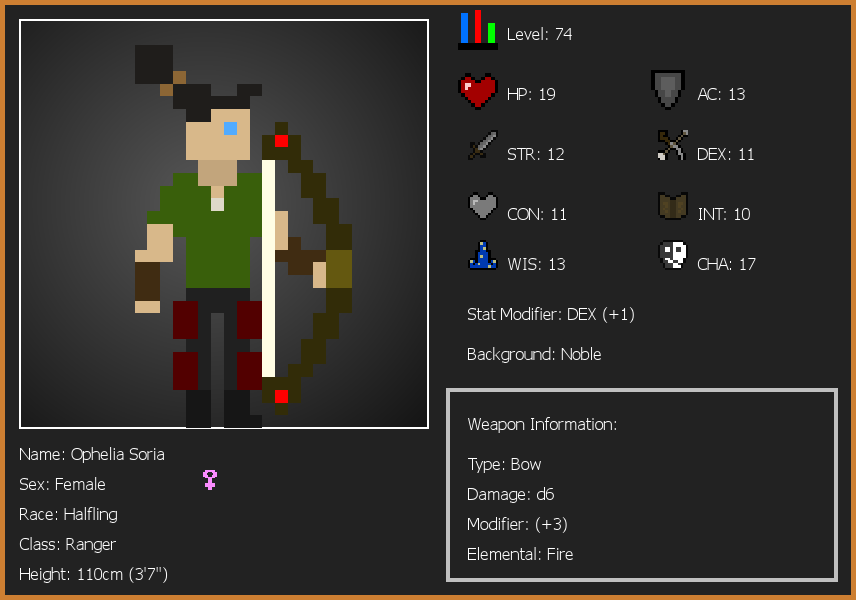 Level: 74
HP: 19
AC: 13
STR: 12
DEX: 11
CON: 11
INT: 10
WIS: 13
CHA: 17
Stat Modifier: DEX (+1)
Background: Noble
Weapon Information:
Type: Bow
Damage: d6
Modifier: (+3)
Elemental: Fire
Name: Ophelia Soria
Sex: Female
Race: Halfling
Class: Ranger
Height: 110cm (3'7")